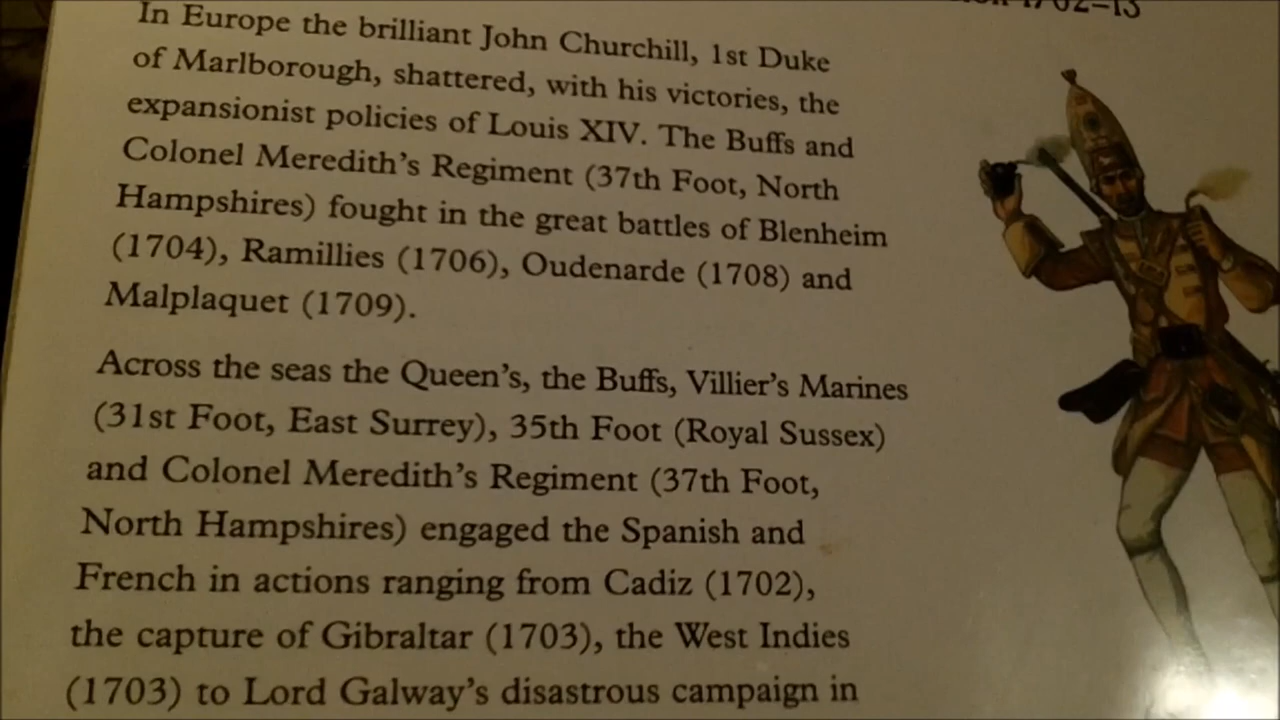 1702–13
In Europe the brilliant John Churchill, 1st Duke
of Marlborough, shattered, with his victories, the
expansionist policies of Louis XIV. The Buffs and
Colonel Meredith's Regiment (37th Foot, North
Hampshires) fought in the great battles of Blenheim
(1704), Ramillies (1706), Oudenarde (1708) and
Malplaquet (1709).
Across the seas the Queen's, the Buffs, Villier's Marines
(31st Foot, East Surrey), 35th Foot (Royal Sussex)
and Colonel Meredith's Regiment (37th Foot,
North Hampshires) engaged the Spanish and
French in actions ranging from Cadiz (1702),
the capture of Gibraltar (1703), the West Indies
(1703) to Lord Galway's disastrous campaign in